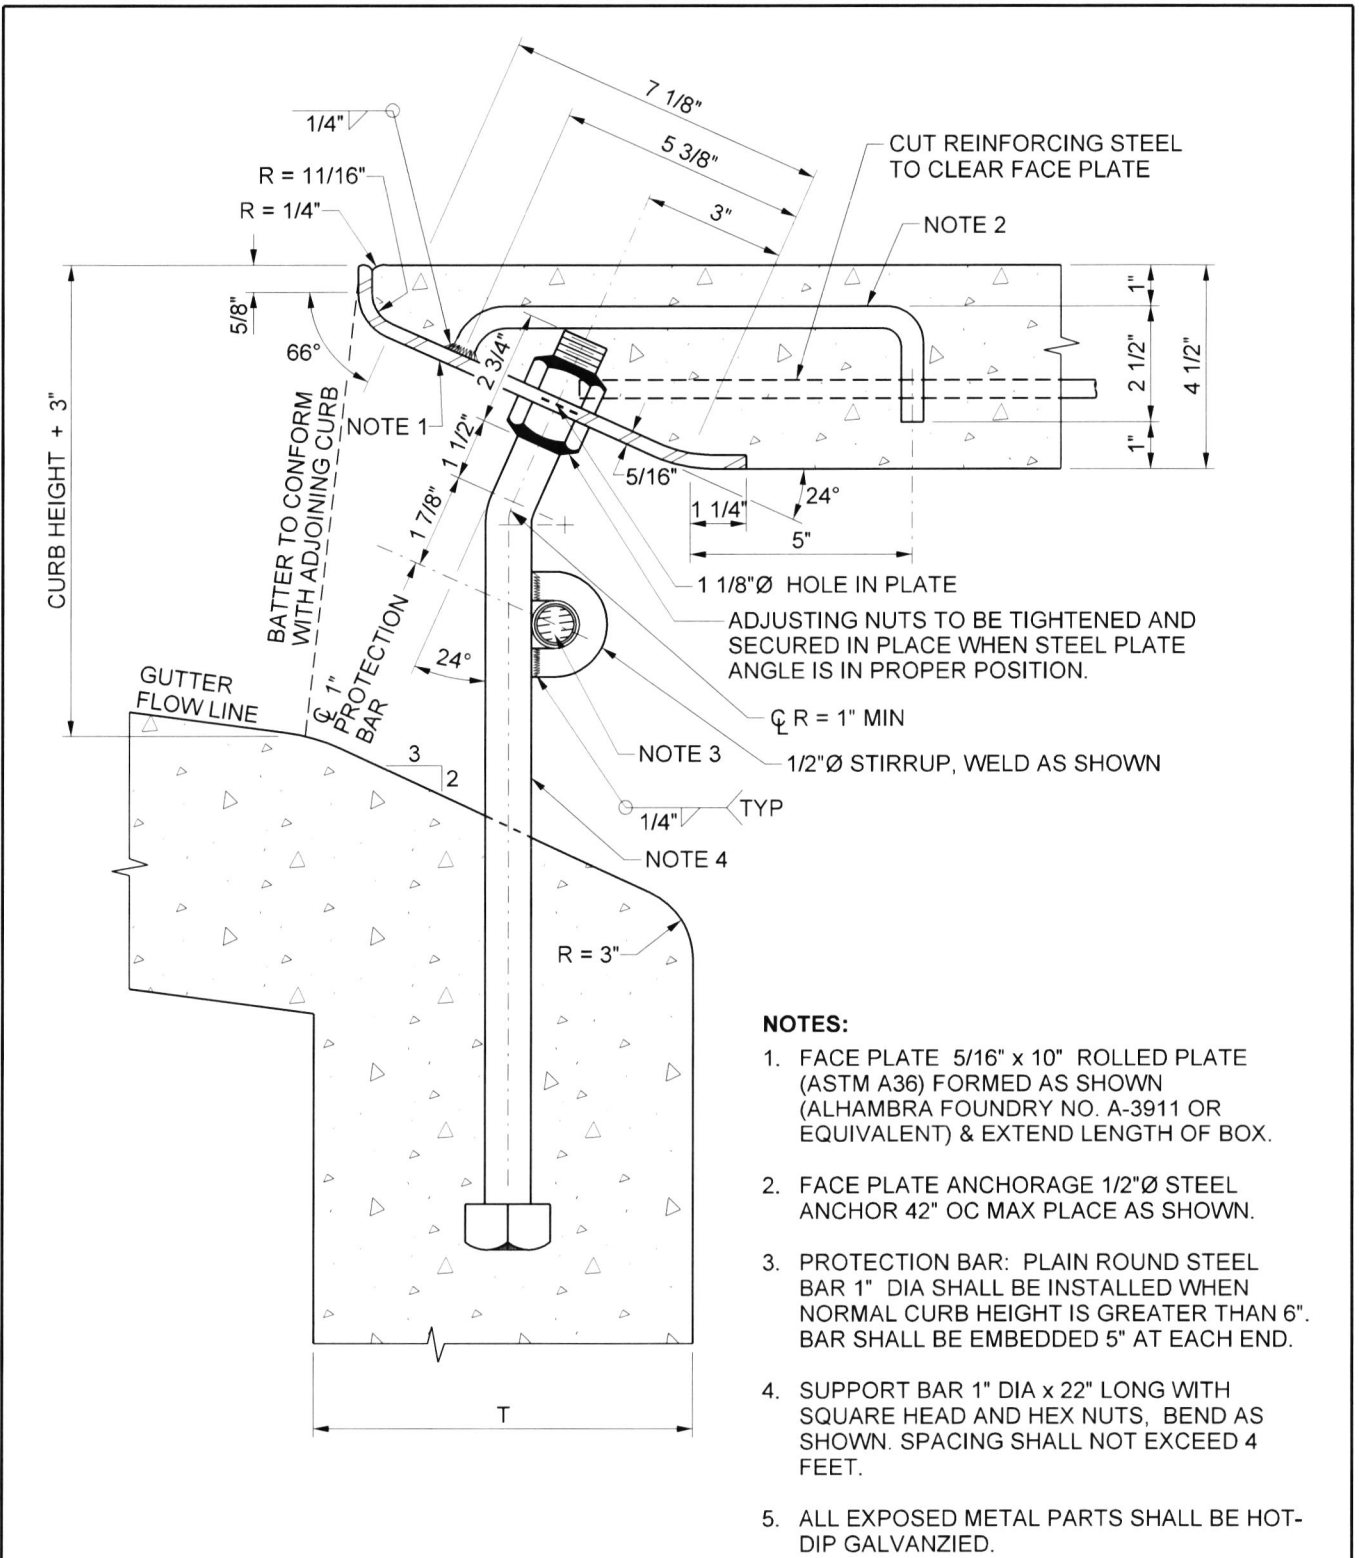 7 1/8"
1/4"
5 3/8"
CUT REINFORCING STEEL
TO CLEAR FACE PLATE
R = 11/16"
R = 1/4"
3"
NOTE 2
5/8"
66°
1"
2 1/2"
4 1/2"
1"
2 3/4"
NOTE 1
1 1/2"
1 7/8"
5/16"
24°
1 1/4"
5"
CURB HEIGHT + 3"
BATTER TO CONFORM
WITH ADJOINING CURB
1 1/8"Ø HOLE IN PLATE
ADJUSTING NUTS TO BE TIGHTENED AND
SECURED IN PLACE WHEN STEEL PLATE
ANGLE IS IN PROPER POSITION.
24°
GUTTER
FLOW LINE
℄ 1"
PROTECTION
BAR
℄ R = 1" MIN
NOTE 3
1/2"Ø STIRRUP, WELD AS SHOWN
3
2
1/4"
TYP
NOTE 4
R = 3"
T
NOTES:
1. FACE PLATE 5/16" x 10" ROLLED PLATE
(ASTM A36) FORMED AS SHOWN
(ALHAMBRA FOUNDRY NO. A-3911 OR
EQUIVALENT) & EXTEND LENGTH OF BOX.
2. FACE PLATE ANCHORAGE 1/2"Ø STEEL
ANCHOR 42" OC MAX PLACE AS SHOWN.
3. PROTECTION BAR: PLAIN ROUND STEEL
BAR 1" DIA SHALL BE INSTALLED WHEN
NORMAL CURB HEIGHT IS GREATER THAN 6".
BAR SHALL BE EMBEDDED 5" AT EACH END.
4. SUPPORT BAR 1" DIA x 22" LONG WITH
SQUARE HEAD AND HEX NUTS, BEND AS
SHOWN. SPACING SHALL NOT EXCEED 4
FEET.
5. ALL EXPOSED METAL PARTS SHALL BE HOT-
DIP GALVANZIED.